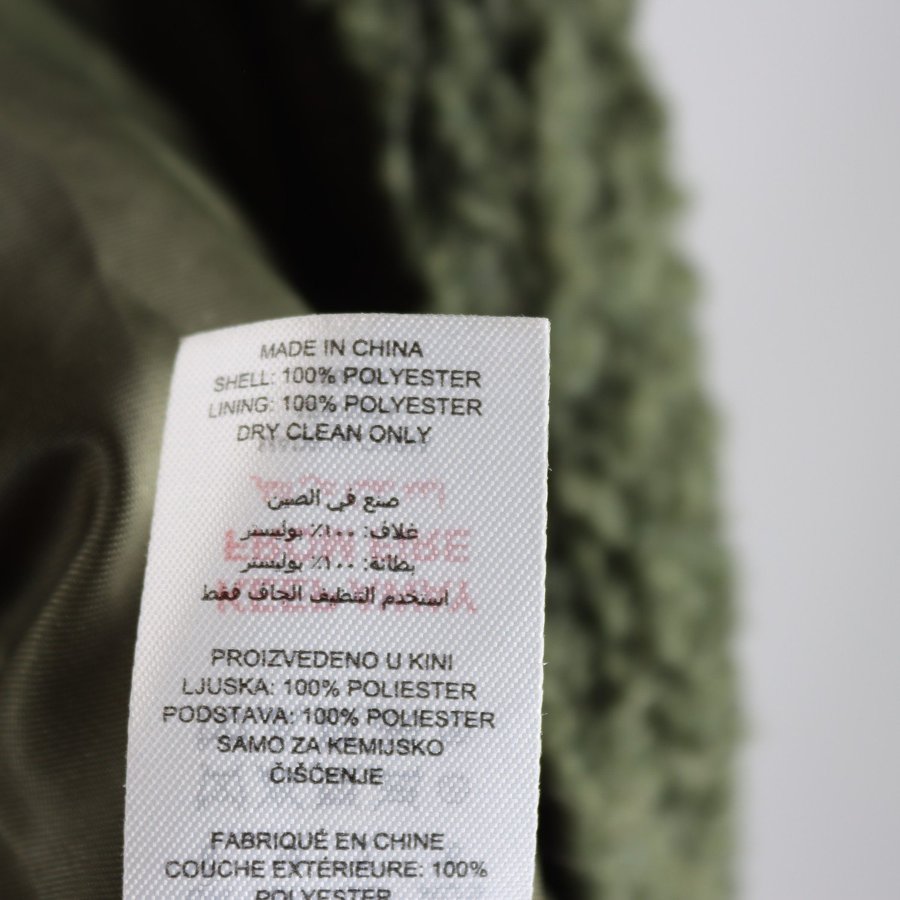 MADE IN CHINA
SHELL: 100% POLYESTER
LINING: 100% POLYESTER
DRY CLEAN ONLY
صنع في الصين
غلاف: ١٠٠٪ بوليستر
بطانة: ١٠٠٪ بوليستر
استخدم التنظيف الجاف فقط
PROIZVEDENO U KINI
LJUSKA: 100% POLIESTER
PODSTAVA: 100% POLIESTER
SAMO ZA KEMIJSKO
ČIŠĆENJE
FABRIQUÉ EN CHINE
COUCHE EXTÉRIEURE: 100%
POLYESTER